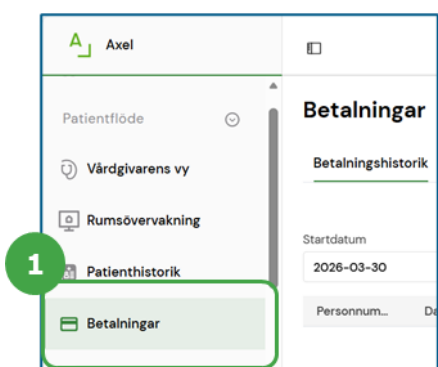 Axel
Patientflöde
Vårdgivarens vy
Rumsövervakning
1
Patienthistorik
Betalningar
Betalningar
Betalningshistorik
Startdatum
2026-03-30
Personnum...